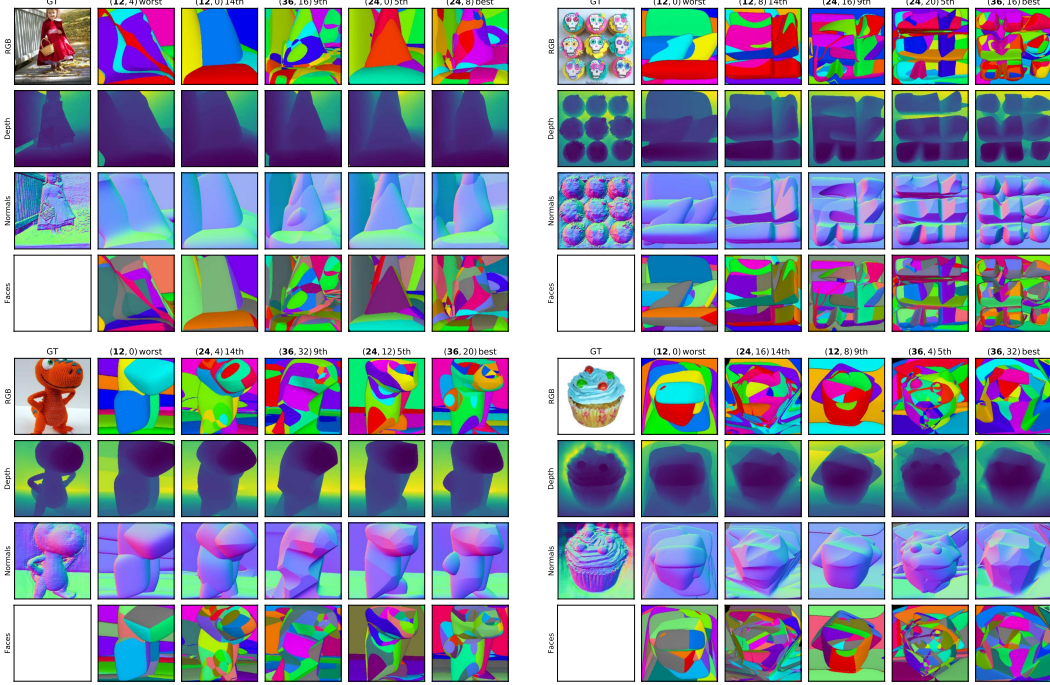 GT (12, 4) worst (12, 0) 14th (36, 16) 9th (24, 0) 5th (24, 8) best
RGB
Depth
Normals
Faces
GT (12, 0) worst (12, 8) 14th (24, 16) 9th (24, 20) 5th (36, 16) best
RGB
Depth
Normals
Faces
GT (12, 0) worst (24, 4) 14th (36, 32) 9th (24, 12) 5th (36, 20) best
RGB
Depth
Normals
Faces
GT (12, 0) worst (24, 16) 14th (12, 8) 9th (36, 4) 5th (36, 32) best
RGB
Depth
Normals
Faces